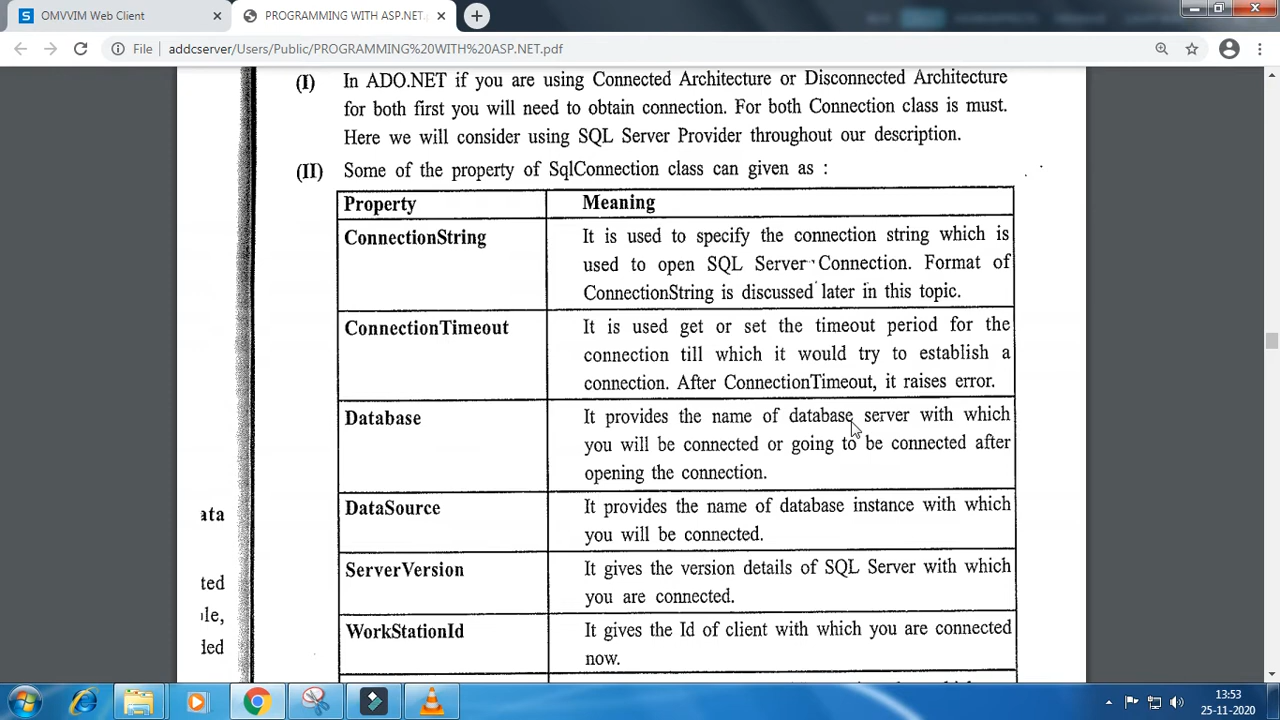 OMVVIM Web Client
PROGRAMMING WITH ASP.NET.p
File addcserver/Users/Public/PROGRAMMING%20WITH%20ASP.NET.pdf
(I) In ADO.NET if you are using Connected Architecture or Disconnected Architecture
for both first you will need to obtain connection. For both Connection class is must.
Here we will consider using SQL Server Provider throughout our description.
(II) Some of the property of SqlConnection class can given as :
Property Meaning
ConnectionString It is used to specify the connection string which is
used to open SQL Server Connection. Format of
ConnectionString is discussed later in this topic.
ConnectionTimeout It is used get or set the timeout period for the
connection till which it would try to establish a
connection. After ConnectionTimeout, it raises error.
Database It provides the name of database server with which
you will be connected or going to be connected after
opening the connection.
DataSource It provides the name of database instance with which
you will be connected.
ata
ServerVersion It gives the version details of SQL Server with which
you are connected.
ted
le,
WorkStationId It gives the Id of client with which you are connected
now.
led
13:53
25-11-2020